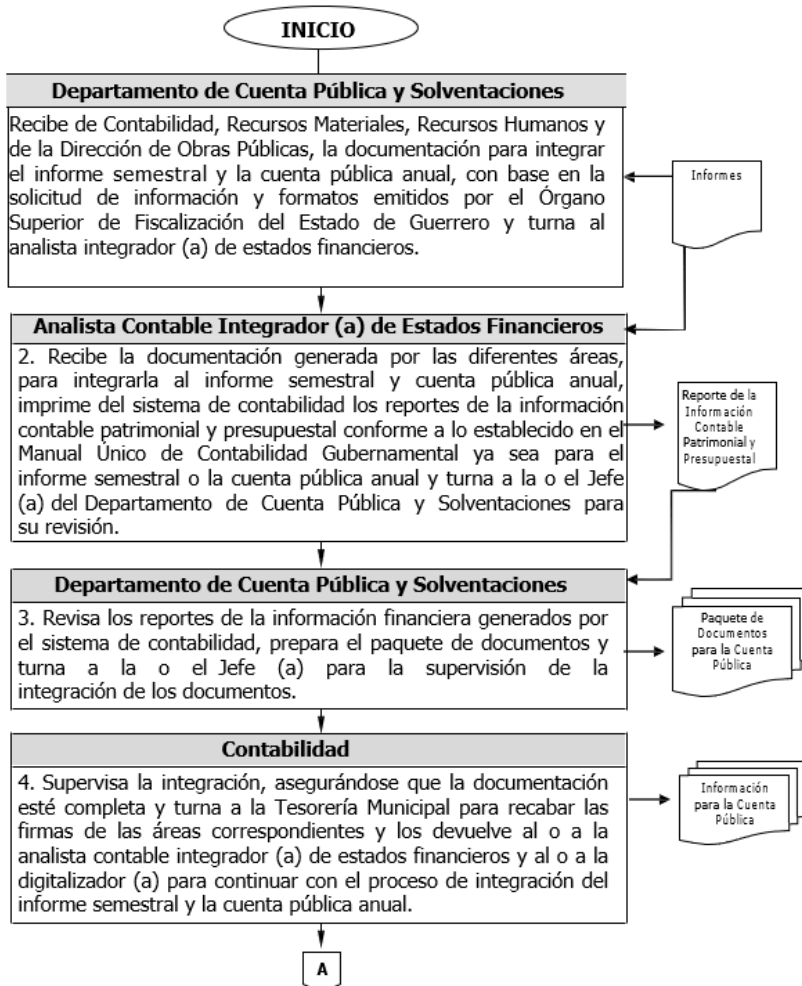 INICIO
Departamento de Cuenta Pública y Solventaciones
Recibe de Contabilidad, Recursos Materiales, Recursos Humanos y
de la Dirección de Obras Públicas, la documentación para integrar
el informe semestral y la cuenta pública anual, con base en la
solicitud de información y formatos emitidos por el Órgano
Superior de Fiscalización del Estado de Guerrero y turna al
analista integrador (a) de estados financieros.
Informes
Analista Contable Integrador (a) de Estados Financieros
2. Recibe la documentación generada por las diferentes áreas,
para integrarla al informe semestral y cuenta pública anual,
imprime del sistema de contabilidad los reportes de la información
contable patrimonial y presupuestal conforme a lo establecido en el
Manual Único de Contabilidad Gubernamental ya sea para el
informe semestral o la cuenta pública anual y turna a la o el Jefe
(a) del Departamento de Cuenta Pública y Solventaciones para
su revisión.
Reporte de la
Información
Contable
Patrimonial y
Presupuestal
Departamento de Cuenta Pública y Solventaciones
3. Revisa los reportes de la información financiera generados por
el sistema de contabilidad, prepara el paquete de documentos y
turna a la o el Jefe (a) para la supervisión de la
integración de los documentos.
Paquete de
Documentos
para la Cuenta
Pública
Contabilidad
4. Supervisa la integración, asegurándose que la documentación
esté completa y turna a la Tesorería Municipal para recabar las
firmas de las áreas correspondientes y los devuelve al o a la
analista contable integrador (a) de estados financieros y al o a la
digitalizador (a) para continuar con el proceso de integración del
informe semestral y la cuenta pública anual.
Información
para la Cuenta
Pública
A